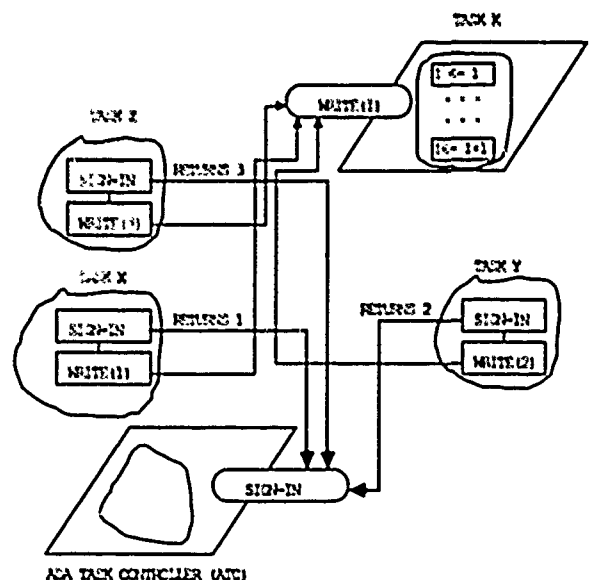 TASK K
WRITE(I)
. . .
. . .
TASK Z
SIGN-IN
WRITE(3)
RETURNS 3
TASK X
SIGN-IN
WRITE(1)
RETURNS 1
TASK Y
RETURNS 2
SIGN-IN
WRITE(2)
SIGN-IN
ADA TASK CONTROLLER (ATC)